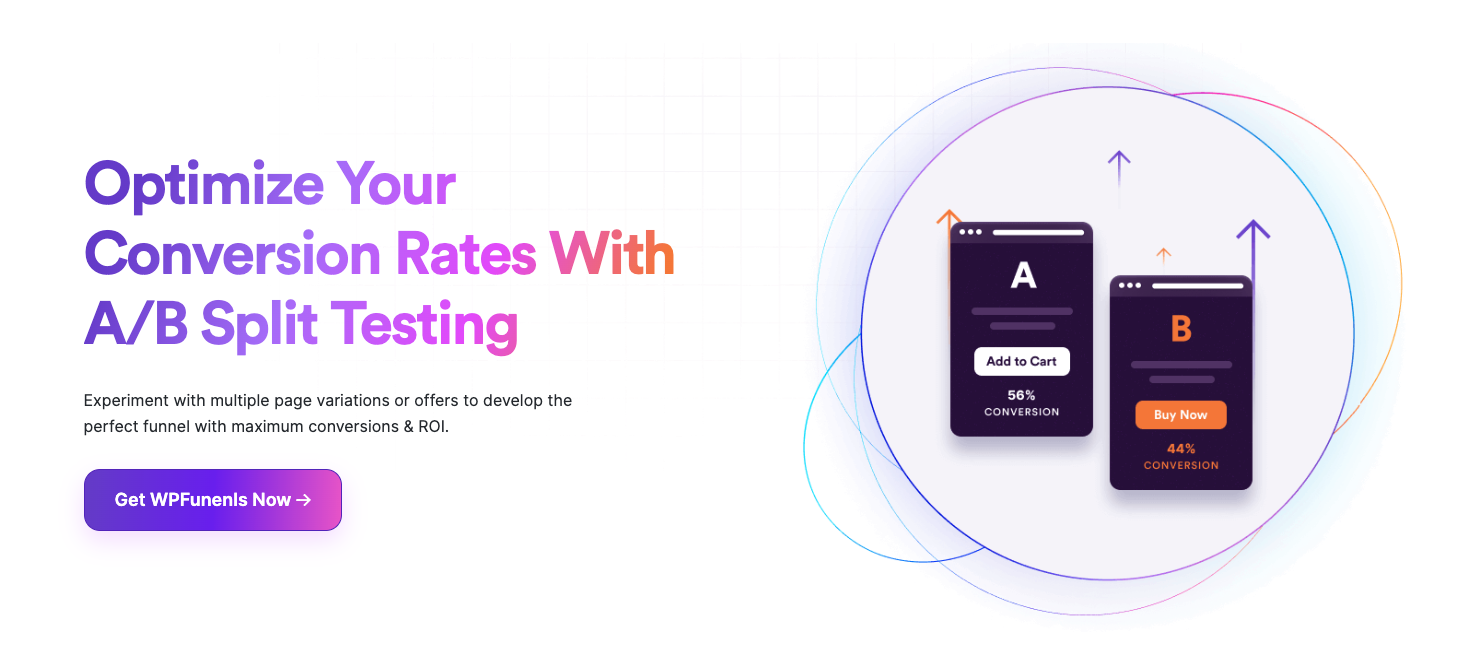 Optimize Your
Conversion Rates With
A/B Split Testing
Experiment with multiple page variations or offers to develop the
perfect funnel with maximum conversions & ROI.
Get WPFunenls Now →
A
Add to Cart
56%
CONVERSION
B
Buy Now
44%
CONVERSION